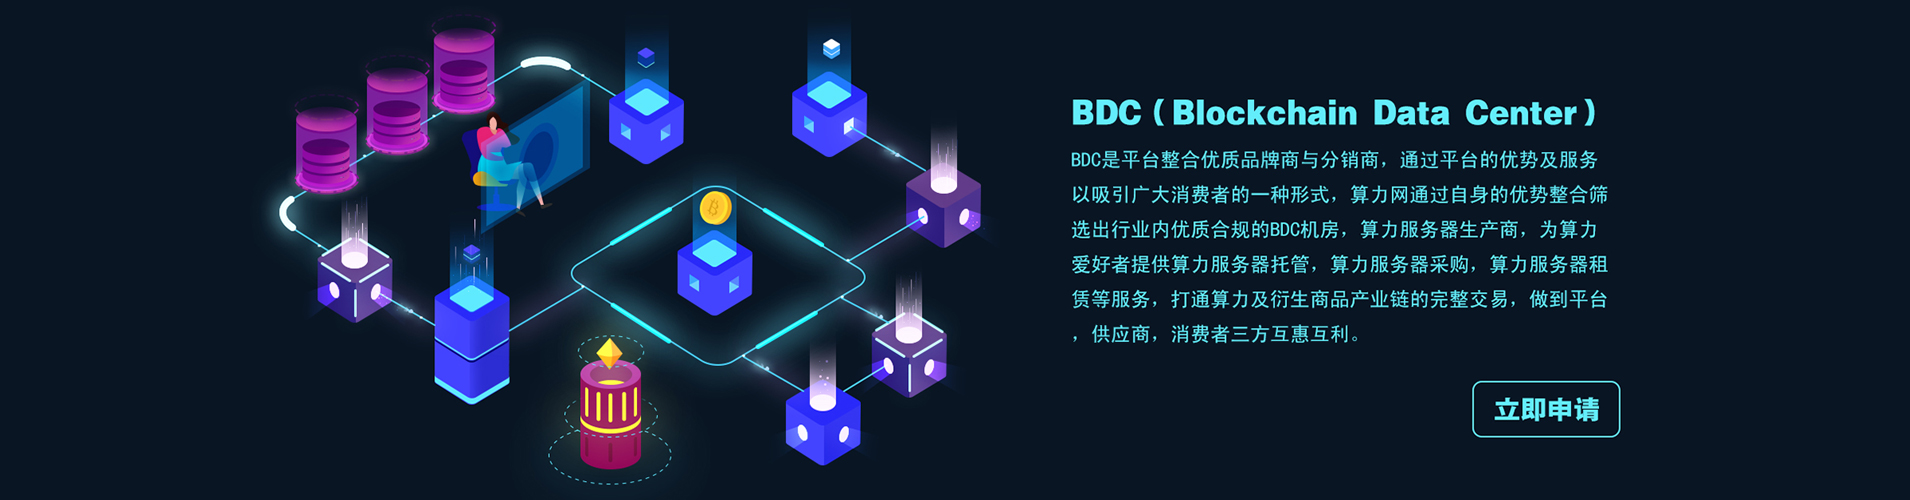 BDC（Blockchain Data Center）
BDC是平台整合优质品牌商与分销商，通过平台的优势及服务
以吸引广大消费者的一种形式，算力网通过自身的优势整合筛
选出行业内优质合规的BDC机房，算力服务器生产商，为算力
爱好者提供算力服务器托管，算力服务器采购，算力服务器租
赁等服务，打通算力及衍生商品产业链的完整交易，做到平台
，供应商，消费者三方互惠互利。
立即申请